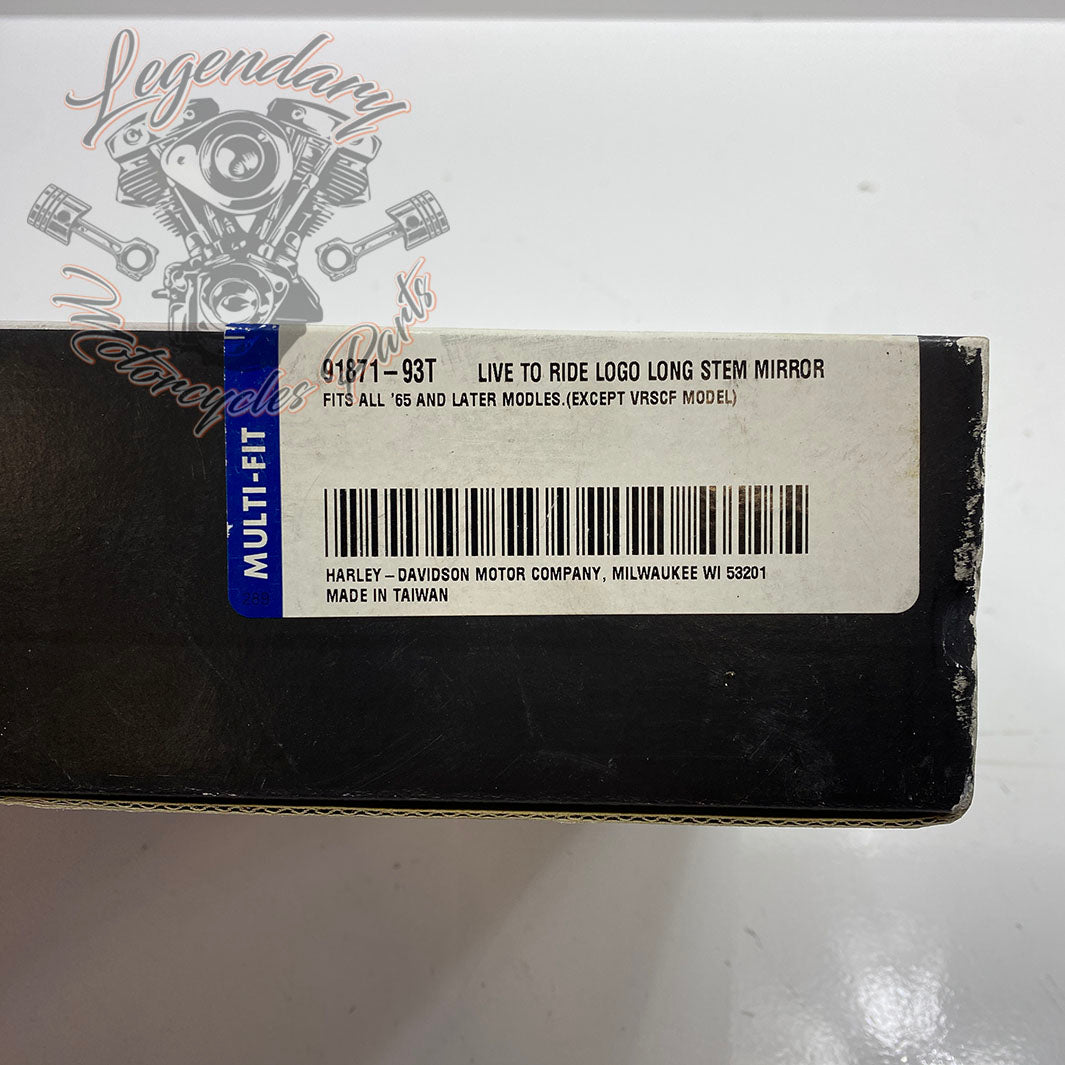 Legendary
Motorcycles Parts
MULTI-FIT
91871-93T LIVE TO RIDE LOGO LONG STEM MIRROR
FITS ALL '65 AND LATER MODLES.(EXCEPT VRSCF MODEL)
HARLEY-DAVIDSON MOTOR COMPANY, MILWAUKEE WI 53201
MADE IN TAIWAN